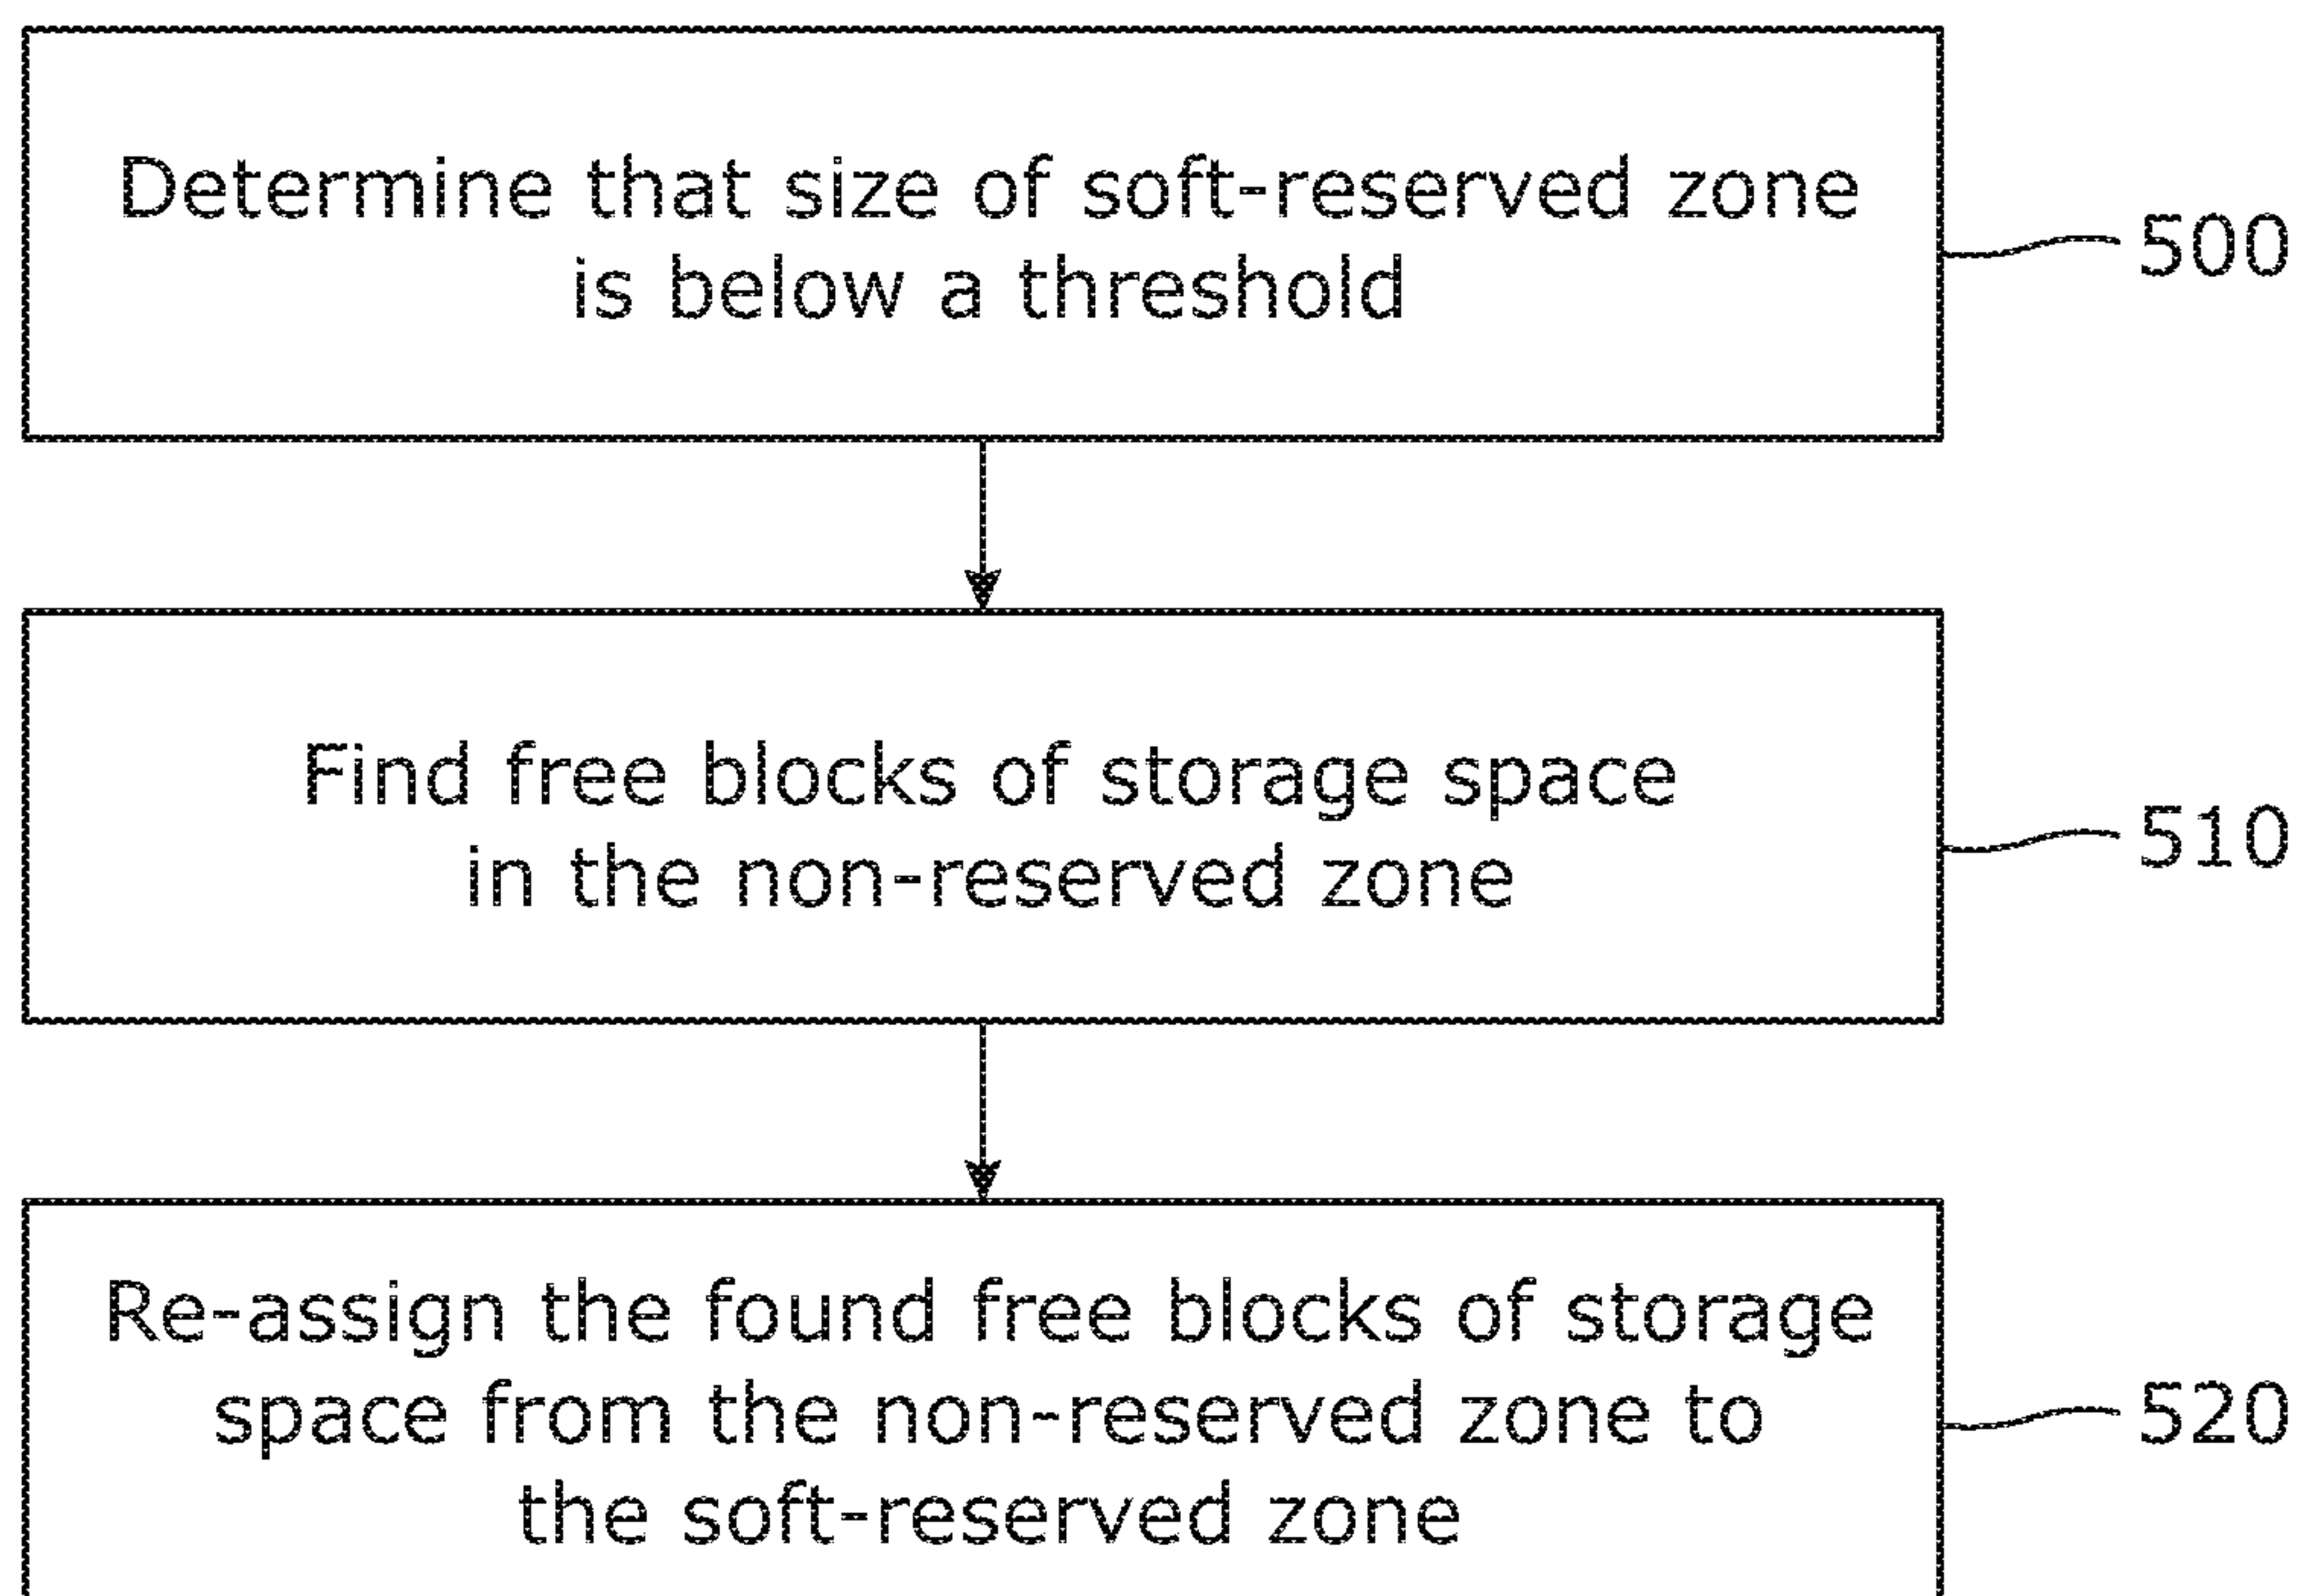 Determine that size of soft-reserved zone
is below a threshold
500
Find free blocks of storage space
in the non-reserved zone
510
Re-assign the found free blocks of storage
space from the non-reserved zone to
the soft-reserved zone
520